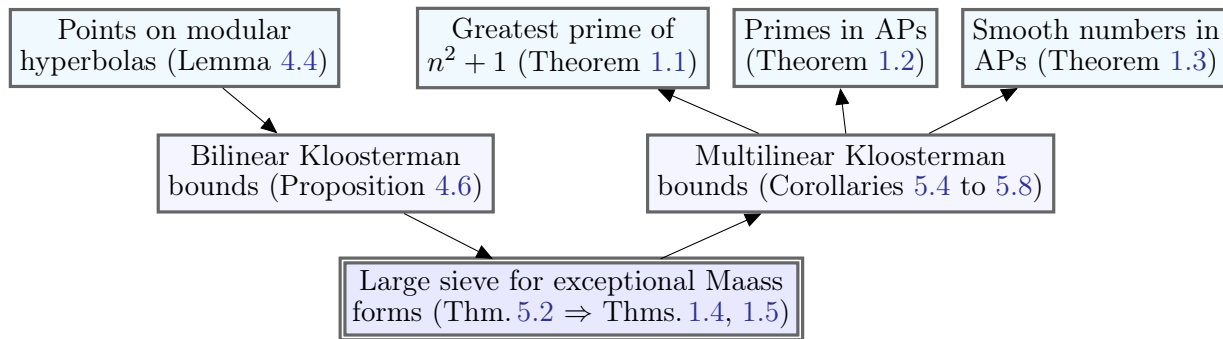 Points on modular
hyperbolas (Lemma 4.4)
Greatest prime of
n² + 1 (Theorem 1.1)
Primes in APs
(Theorem 1.2)
Smooth numbers in
APs (Theorem 1.3)
Bilinear Kloosterman
bounds (Proposition 4.6)
Multilinear Kloosterman
bounds (Corollaries 5.4 to 5.8)
Large sieve for exceptional Maass
forms (Thm. 5.2 ⇒ Thms. 1.4, 1.5)